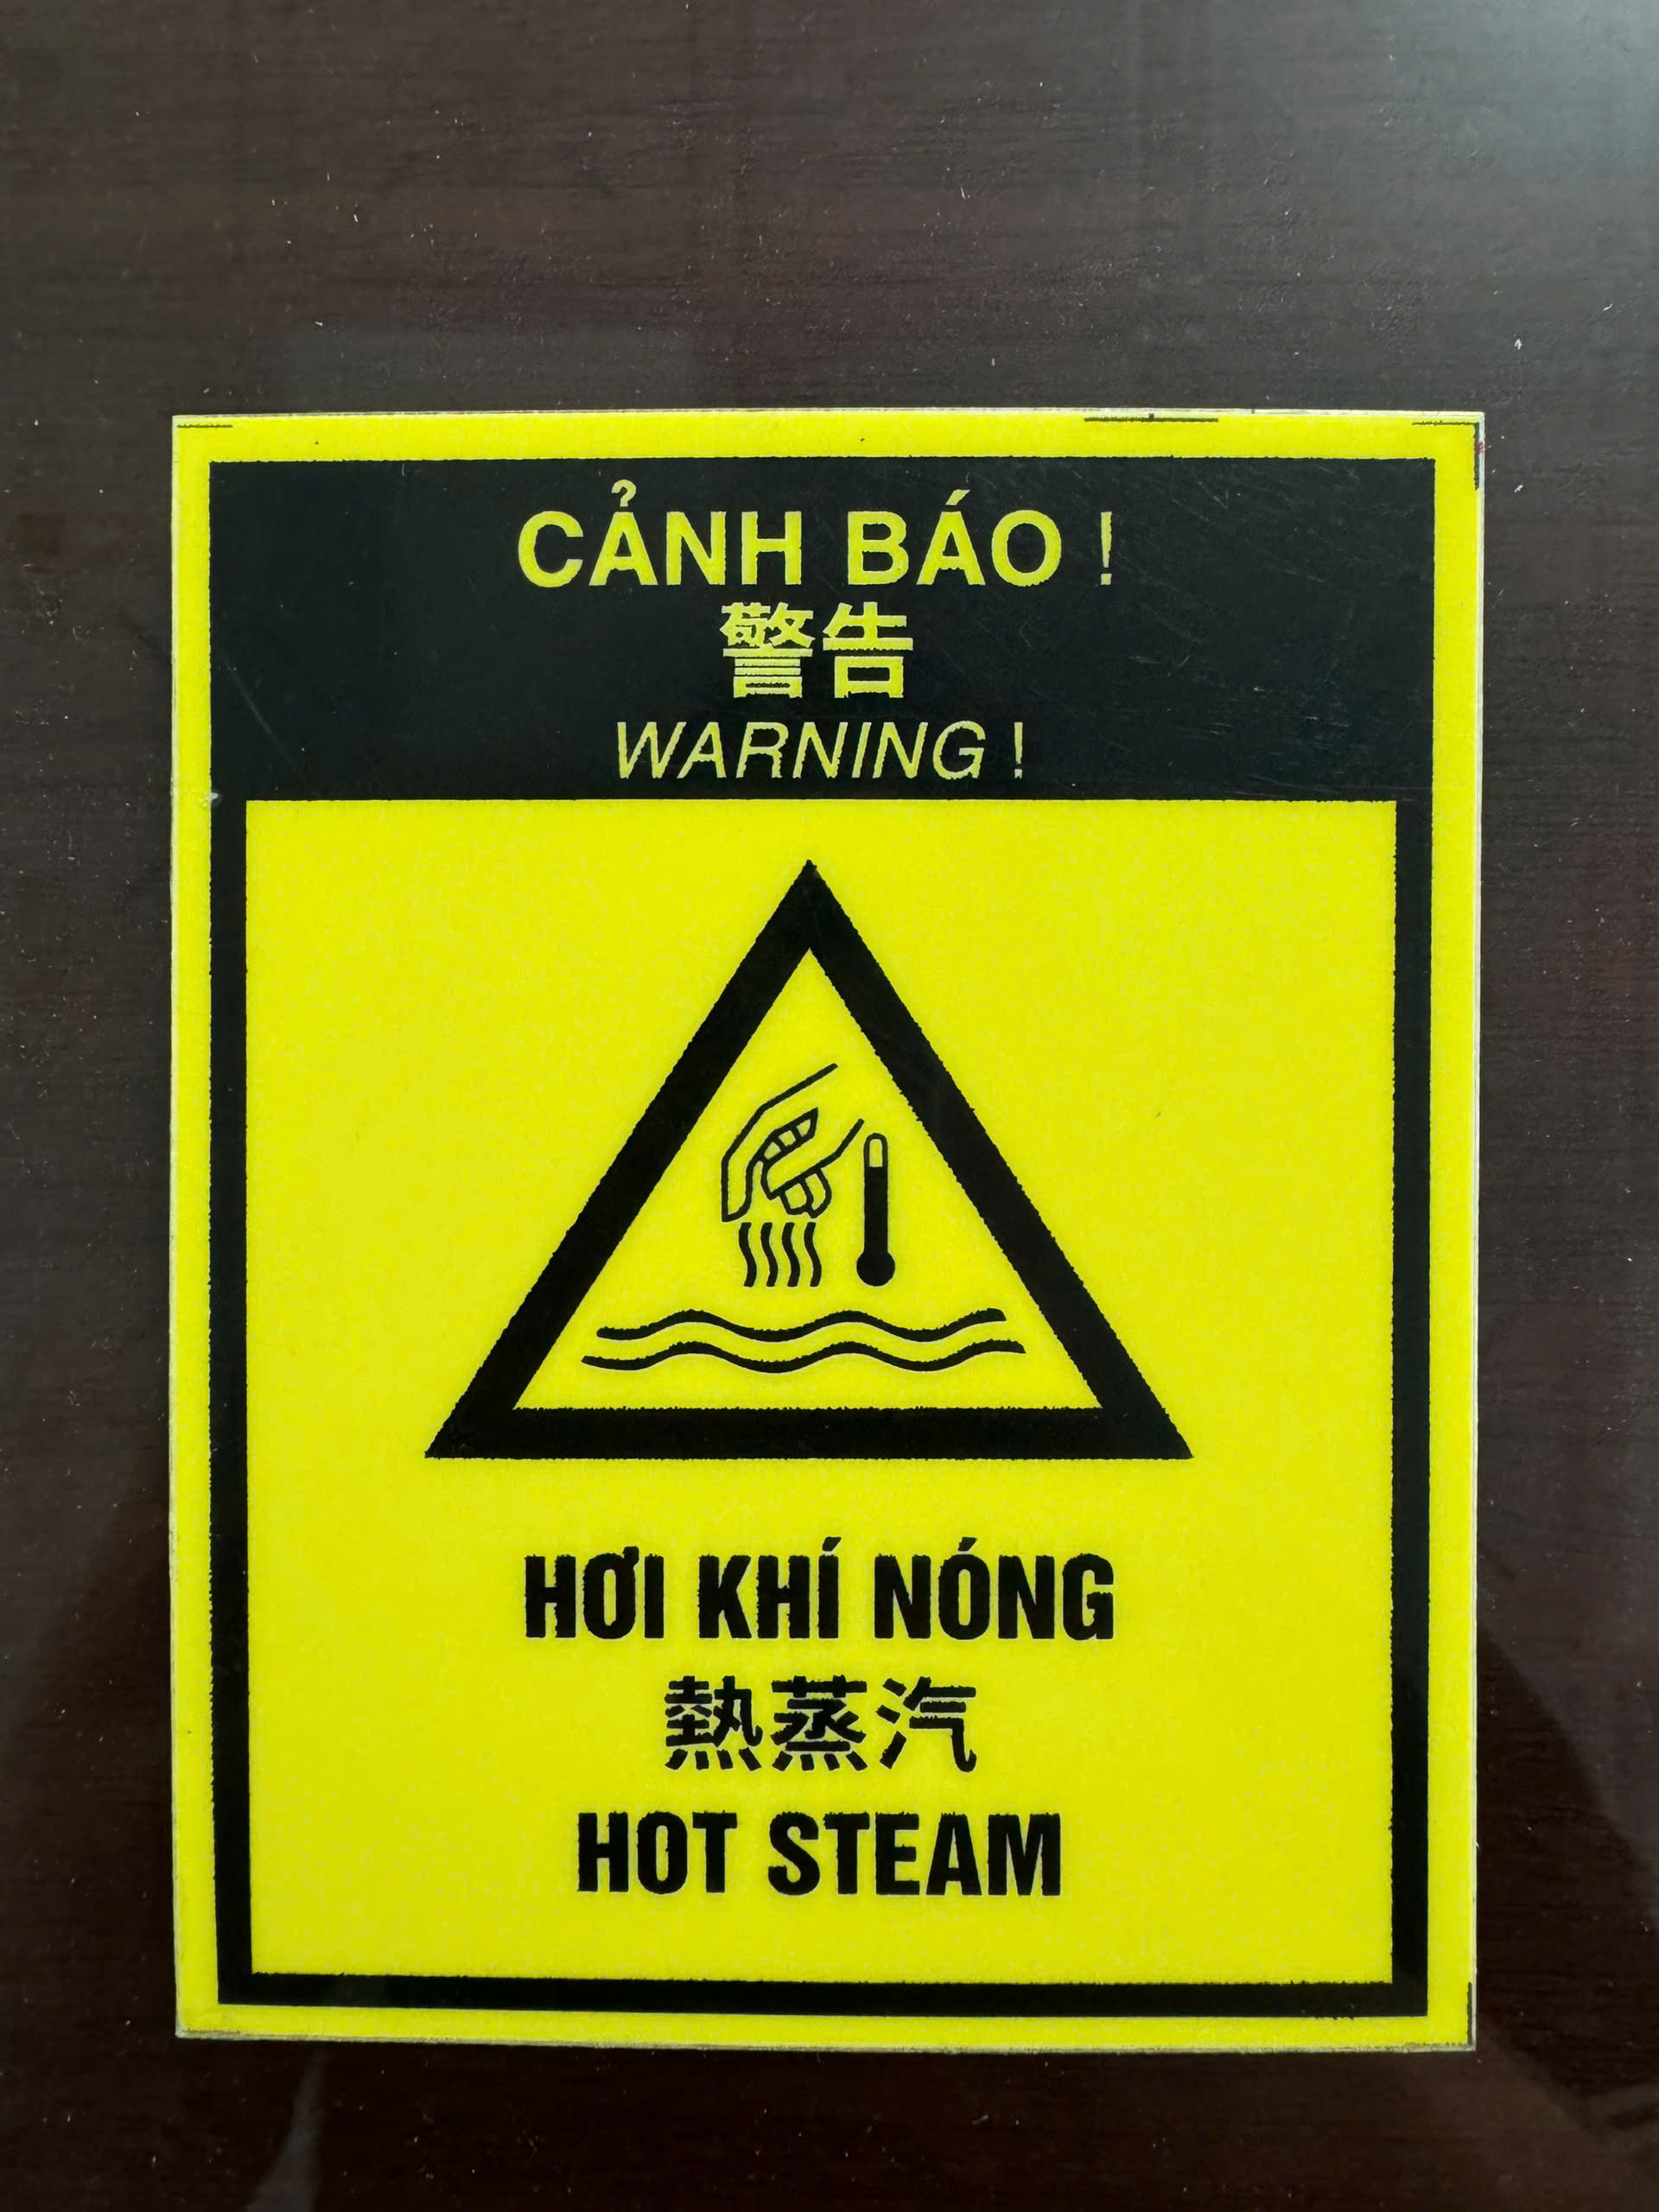 CẢNH BÁO !
警告
WARNING !
HƠI KHÍ NÓNG
熱蒸汽
HOT STEAM